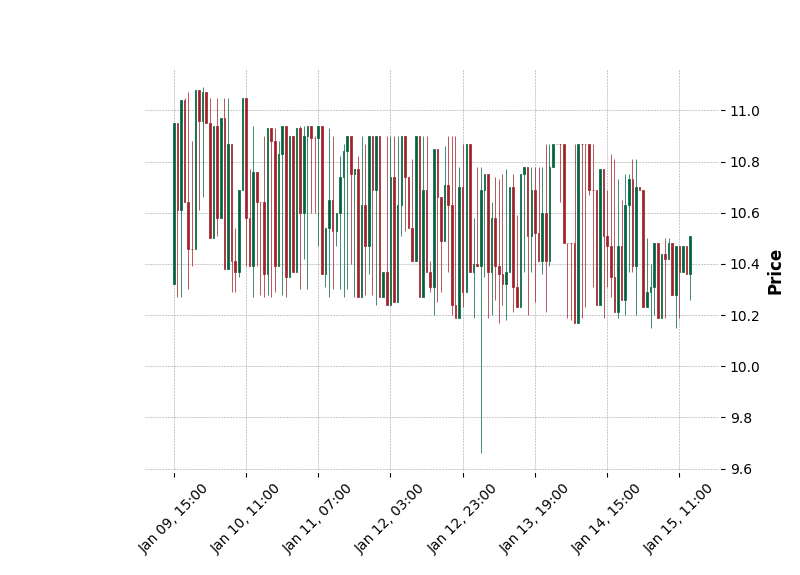 11.0
10.8
10.6
10.4
10.2
10.0
9.8
9.6
Price
Jan 09, 15:00
Jan 10, 11:00
Jan 11, 07:00
Jan 12, 03:00
Jan 12, 23:00
Jan 13, 19:00
Jan 14, 15:00
Jan 15, 11:00